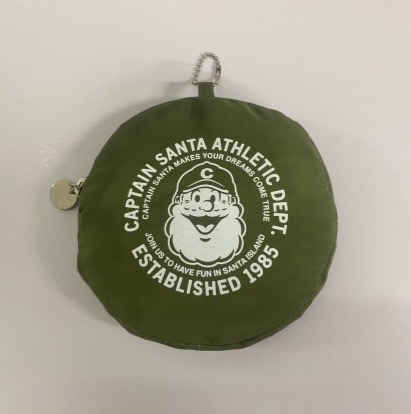 CAPTAIN SANTA ATHLETIC DEPT.
CAPTAIN SANTA MAKES YOUR DREAMS COME TRUE
C
JOIN US TO HAVE FUN IN SANTA ISLAND
ESTABLISHED 1985